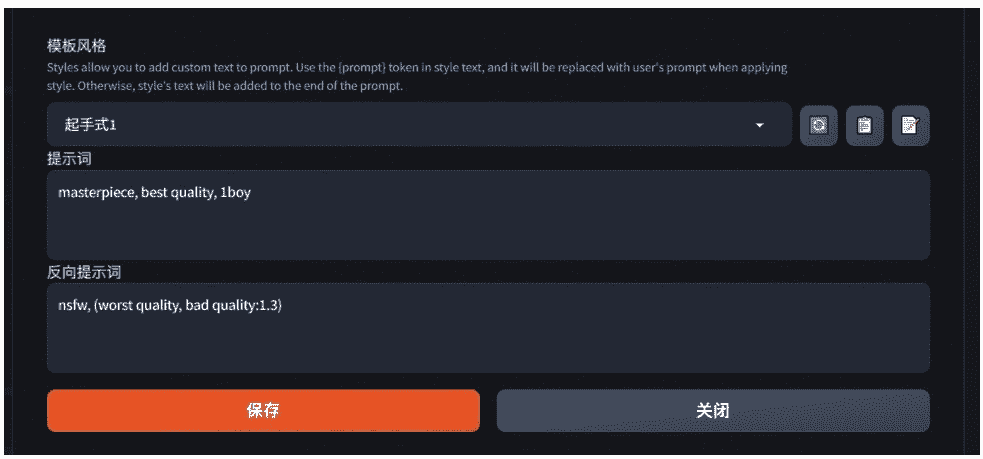 模板风格
Styles allow you to add custom text to prompt. Use the {prompt} token in style text, and it will be replaced with user's prompt when applying
style. Otherwise, style's text will be added to the end of the prompt.
起手式1
提示词
masterpiece, best quality, 1boy
反向提示词
nsfw, (worst quality, bad quality:1.3)
保存
关闭